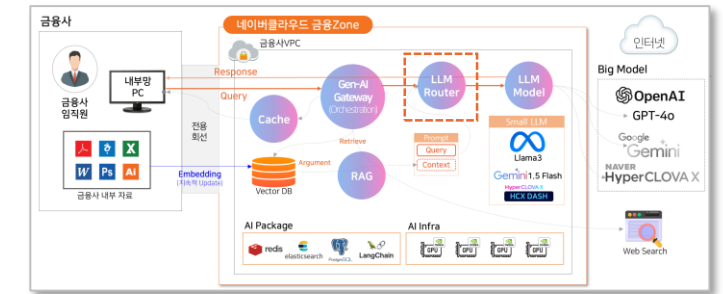 금융사
네이버클라우드 금융Zone
금융사VPC
인터넷
금융사
임직원
내부망
PC
Response
Query
Gen-AI
Gateway
(Orchestration)
LLM
Router
LLM
Model
Big Model
OpenAI
GPT-4o
Google
Gemini
NAVER
HyperCLOVA X
Cache
전용
회선
Retrieve
Prompt
Query
Context
Small LLM
Llama3
Gemini 1.5 Flash
HyperCLOVA X
HCX DASH
W
Ps
Ai
X
금융사 내부 자료
Embedding
(지속적 Update)
Argument
Vector DB
RAG
Web Search
AI Package
redis
elasticsearch
PostgreSQL
LangChain
AI Infra
GPU
GPU
GPU
GPU